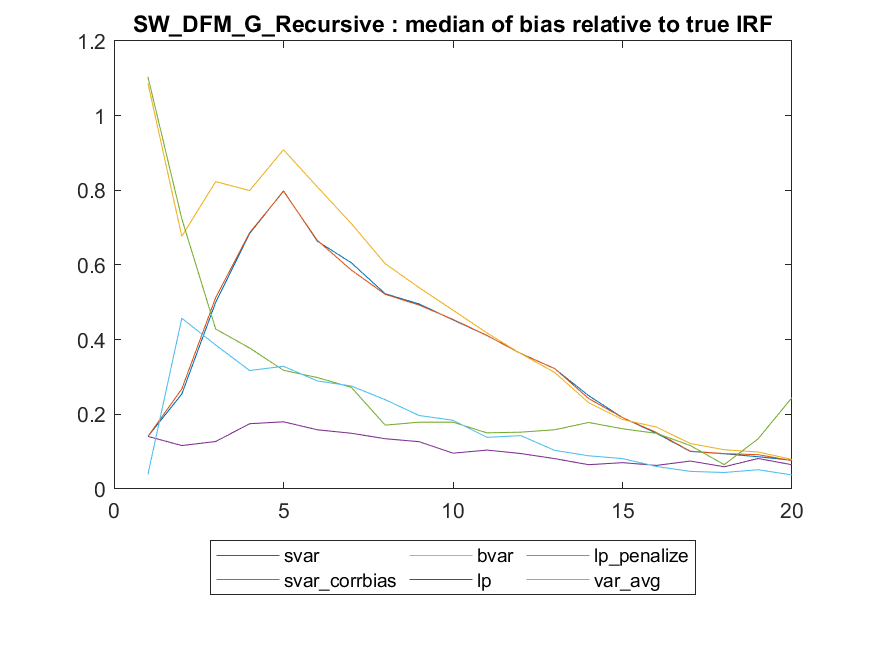 SW_DFM_G_Recursive : median of bias relative to true IRF
1.2
1
0.8
0.6
0.4
0.2
0
0 5 10 15 20
svar bvar lp_penalize
svar_corrbias lp var_avg